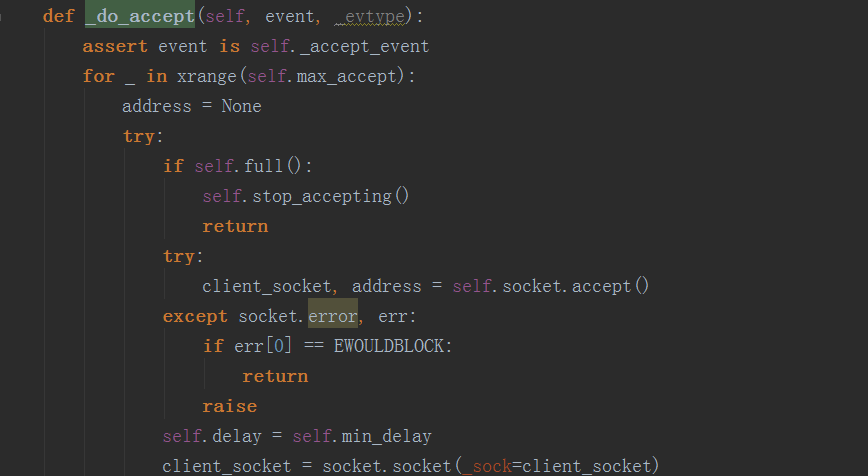 def _do_accept(self, event, _evtype):
    assert event is self._accept_event
    for _ in xrange(self.max_accept):
        address = None
        try:
            if self.full():
                self.stop_accepting()
                return
            try:
                client_socket, address = self.socket.accept()
            except socket.error, err:
                if err[0] == EWOULDBLOCK:
                    return
                raise
            self.delay = self.min_delay
            client_socket = socket.socket(_sock=client_socket)